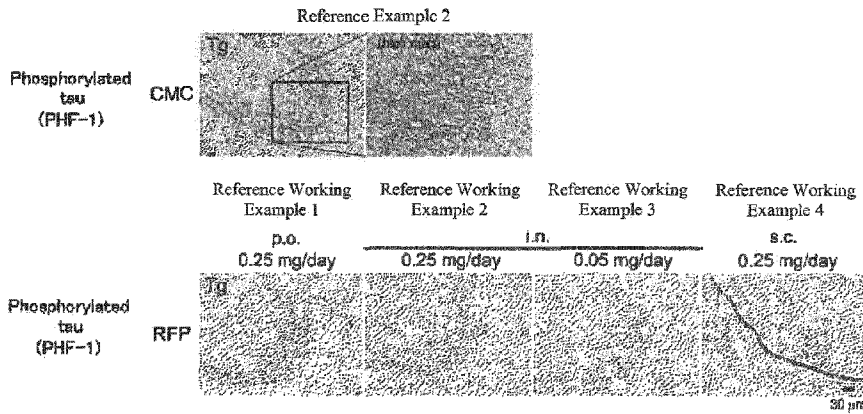 Reference Example 2
Tg
Phosphorylated
tau
(PHF-1)
CMC
Reference Working
Example 1
Reference Working
Example 2
Reference Working
Example 3
Reference Working
Example 4
p.o.
i.n.
s.c.
0.25 mg/day
0.25 mg/day
0.05 mg/day
0.25 mg/day
Tg
Phosphorylated
tau
(PHF-1)
RFP
30 μm